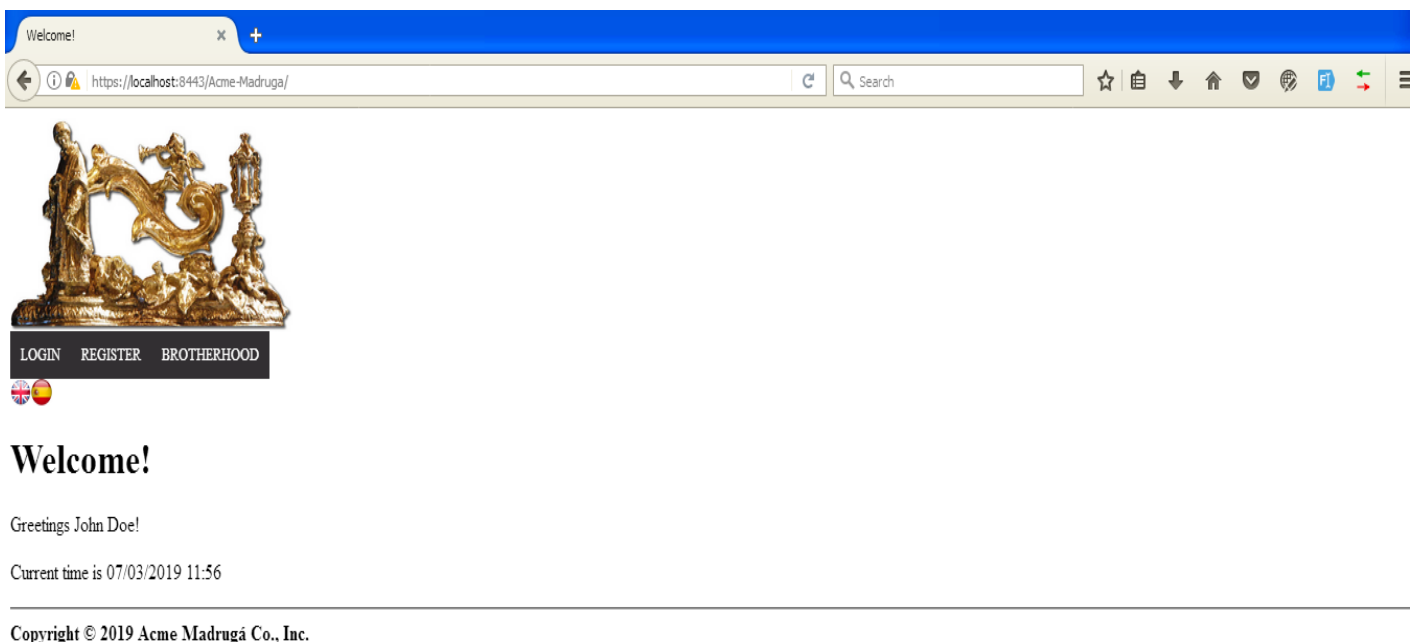 Welcome!
https://localhost:8443/Acme-Madruga/
Search
LOGIN REGISTER BROTHERHOOD
Welcome!
Greetings John Doe!
Current time is 07/03/2019 11:56
Copyright © 2019 Acme Madrugá Co., Inc.